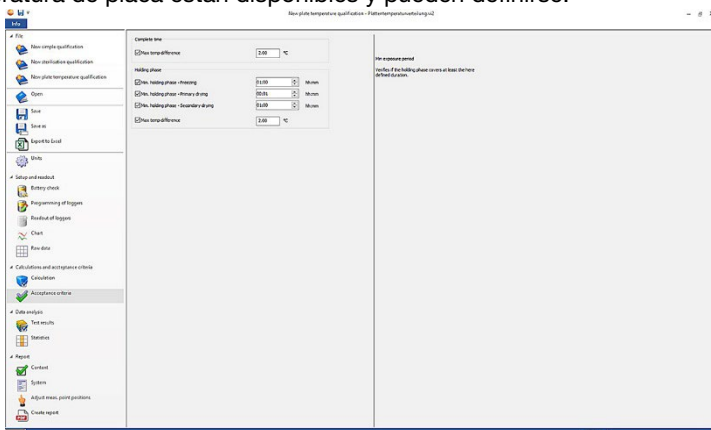 ratura de placa están disponibles y pueden definirse.
New plate temperature qualification - Plattentemperaturverteilung.vi2
Info
File
New simple qualification
New sterilisation qualification
New plate temperature qualification
Open
Save
Save as
Export to Excel
Units
Setup and readout
Battery check
Programming of loggers
Readout of loggers
Chart
Raw data
Calculations and acceptance criteria
Calculation
Acceptance criteria
Data analysis
Test results
Statistics
Report
Content
System
Adjust meas. point positions
Create report
PDF
Complete time
Max temp difference 2.00 °C
Holding phase
Min. holding phase - Freezing 01:00 hh:mm
Min. holding phase - Primary drying 00:01 hh:mm
Min. holding phase - Secondary drying 01:00 hh:mm
Max temp difference 2.00 °C
Min exposure period
Verifies if the holding phase covers at least the here
defined duration.